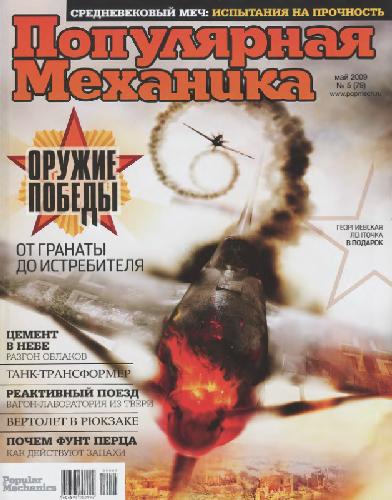 СРЕДНЕВЕКОВЫЙ МЕЧ: ИСПЫТАНИЯ НА ПРОЧНОСТЬ
Популярная
Механика
май 2009
№ 5 (79)
www.popmech.ru
ОРУЖИЕ
ПОБЕДЫ
ОТ ГРАНАТЫ
ДО ИСТРЕБИТЕЛЯ
ГЕОРГИЕВСКАЯ
ЛЕНТОЧКА
В ПОДАРОК
ЦЕМЕНТ
В НЕБЕ
РАЗГОН ОБЛАКОВ
ТАНК-ТРАНСФОРМЕР
РЕАКТИВНЫЙ ПОЕЗД
ВАГОН-ЛАБОРАТОРИЯ ИЗ ТВЕРИ
ВЕРТОЛЕТ В РЮКЗАКЕ
ПОЧЕМ ФУНТ ПЕРЦА
КАК ДЕЙСТВУЮТ ЗАПАХИ
Popular
Mechanics